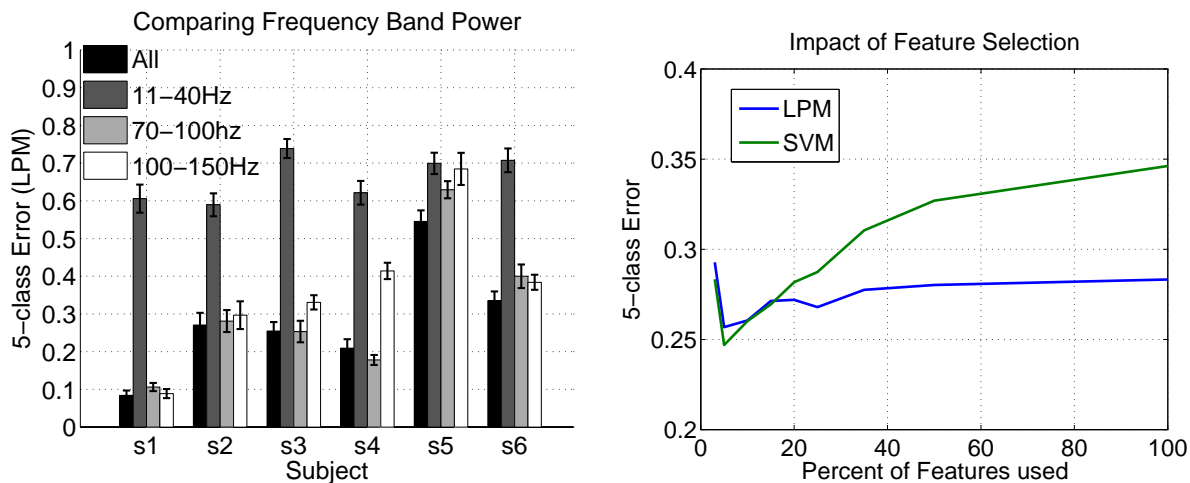 Comparing Frequency Band Power
5−class Error (LPM)
1
0.9
0.8
0.7
0.6
0.5
0.4
0.3
0.2
0.1
0
All
11−40Hz
70−100hz
100−150Hz
s1 s2 s3 s4 s5 s6
Subject
Impact of Feature Selection
5−class Error
0.4
0.35
0.3
0.25
0.2
LPM
SVM
0 20 40 60 80 100
Percent of Features used